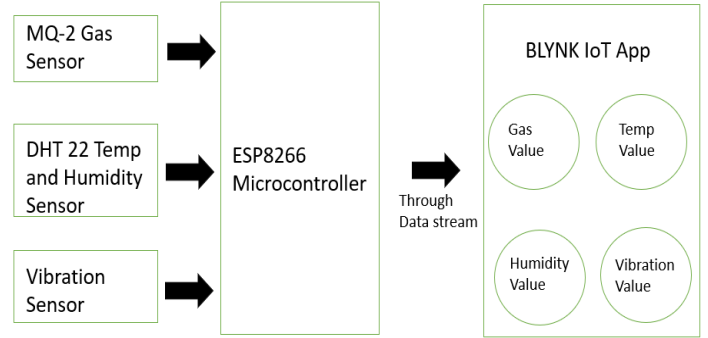 MQ-2 Gas
Sensor
DHT 22 Temp
and Humidity
Sensor
Vibration
Sensor
ESP8266
Microcontroller
Through
Data stream
BLYNK IoT App
Gas
Value
Temp
Value
Humidity
Value
Vibration
Value